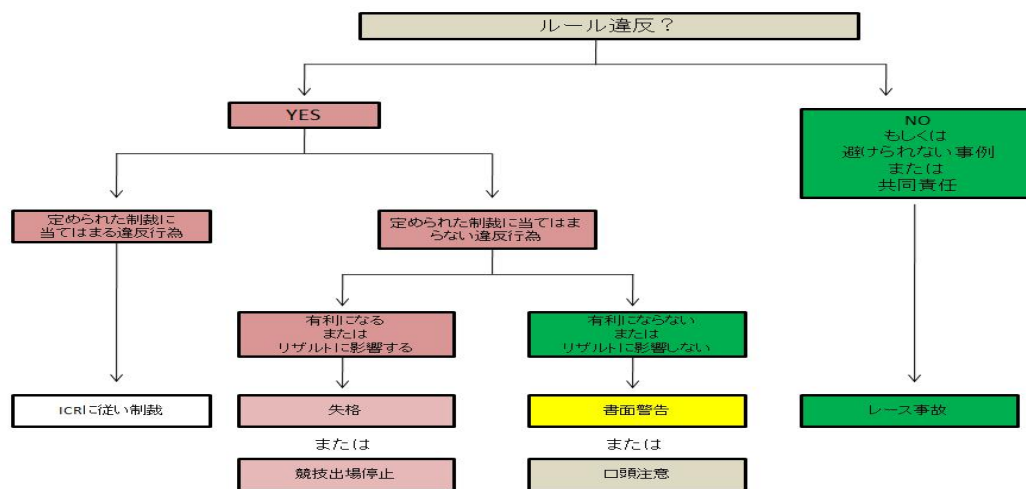 ルール違反？
YES
NO
もしくは
避けられない事例
または
共同責任
定められた制裁に
当てはまる違反行為
定められた制裁に当てはま
らない違反行為
有利になる
または
リザルトに影響する
有利にならない
または
リザルトに影響しない
ICRに従い制裁
失格
書面警告
レース事故
または
または
競技出場停止
口頭注意